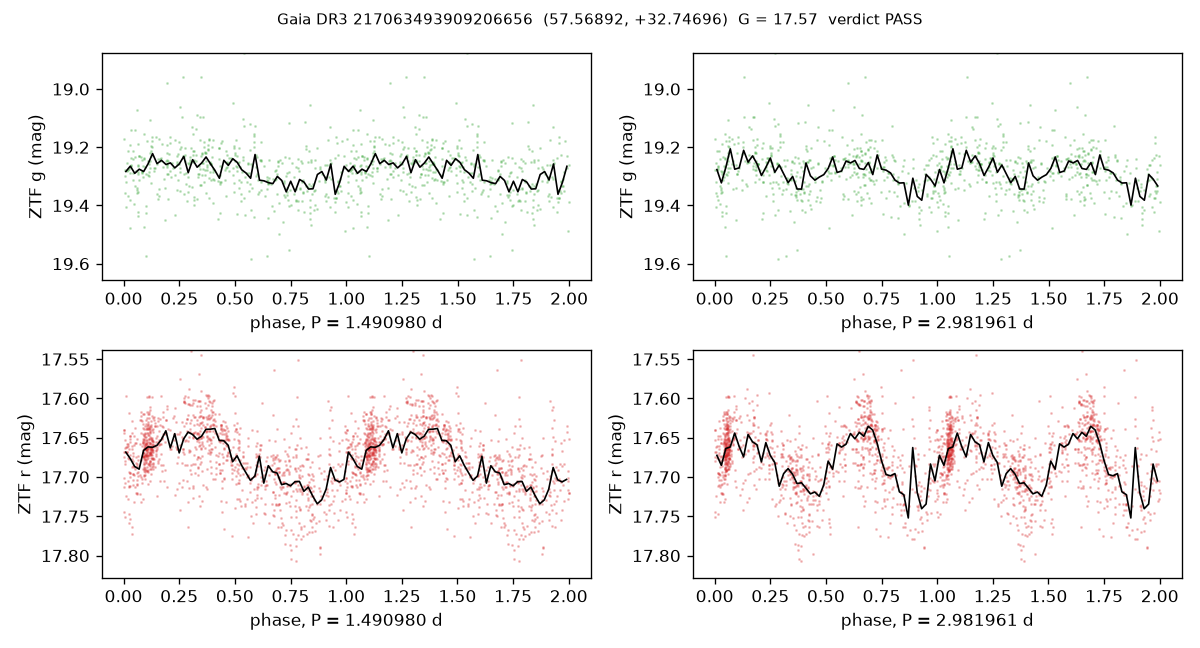 Gaia DR3 217063493909206656 (57.56892, +32.74696) G = 17.57 verdict PASS
ZTF g (mag)
19.0
19.2
19.4
19.6
0.00 0.25 0.50 0.75 1.00 1.25 1.50 1.75 2.00
phase, P = 1.490980 d
ZTF g (mag)
19.0
19.2
19.4
19.6
0.00 0.25 0.50 0.75 1.00 1.25 1.50 1.75 2.00
phase, P = 2.981961 d
ZTF r (mag)
17.55
17.60
17.65
17.70
17.75
17.80
0.00 0.25 0.50 0.75 1.00 1.25 1.50 1.75 2.00
phase, P = 1.490980 d
ZTF r (mag)
17.55
17.60
17.65
17.70
17.75
17.80
0.00 0.25 0.50 0.75 1.00 1.25 1.50 1.75 2.00
phase, P = 2.981961 d